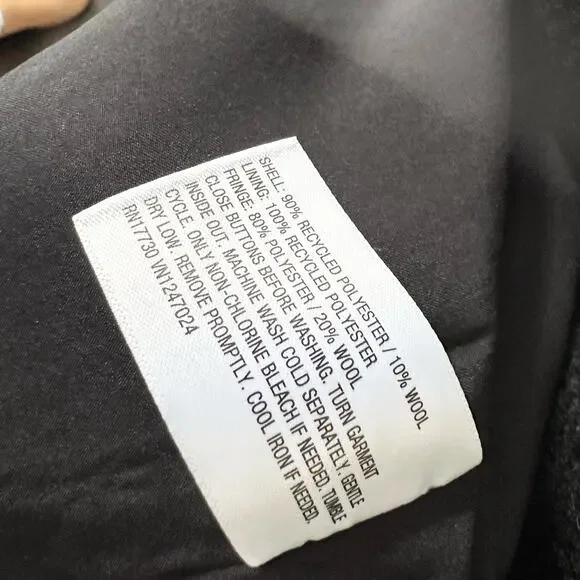 SHELL: 90% RECYCLED POLYESTER / 10% WOOL
LINING: 100% RECYCLED POLYESTER
FRINGE: 80% POLYESTER / 20% WOOL
CLOSE BUTTONS BEFORE WASHING. TURN GARMENT
INSIDE OUT. MACHINE WASH COLD SEPARATELY. GENTLE
CYCLE. ONLY NON-CHLORINE BLEACH IF NEEDED. TUMBLE
DRY LOW. REMOVE PROMPTLY. COOL IRON IF NEEDED.
RN17730 VN1247024